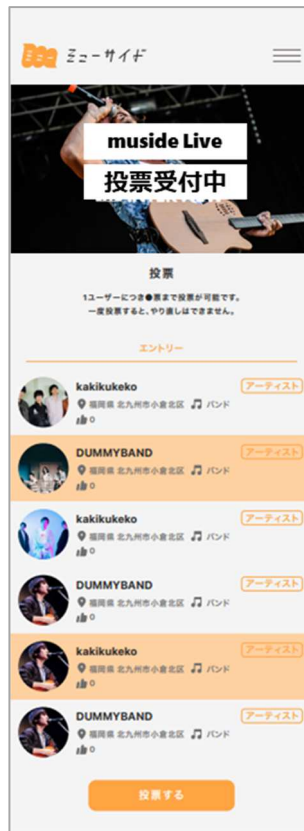 ミューサイド
muside Live
投票受付中
投票
1ユーザーにつき●票まで投票が可能です。
一度投票すると、やり直しはできません。
エントリー
kakikukeko アーティスト
福岡県 北九州市小倉北区 バンド
0
DUMMYBAND アーティスト
福岡県 北九州市小倉北区 バンド
0
kakikukeko アーティスト
福岡県 北九州市小倉北区 バンド
0
DUMMYBAND アーティスト
福岡県 北九州市小倉北区 バンド
0
kakikukeko アーティスト
福岡県 北九州市小倉北区 バンド
0
DUMMYBAND アーティスト
福岡県 北九州市小倉北区 バンド
0
投票する